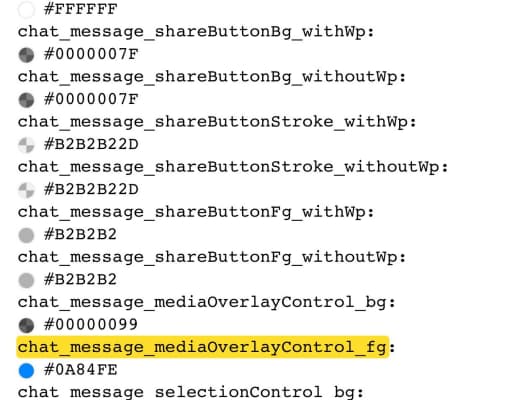 #FFFFFF
chat_message_shareButtonBg_withWp:
#0000007F
chat_message_shareButtonBg_withoutWp:
#0000007F
chat_message_shareButtonStroke_withWp:
#B2B2B22D
chat_message_shareButtonStroke_withoutWp:
#B2B2B22D
chat_message_shareButtonFg_withWp:
#B2B2B2
chat_message_shareButtonFg_withoutWp:
#B2B2B2
chat_message_mediaOverlayControl_bg:
#00000099
chat_message_mediaOverlayControl_fg:
#0A84FE
chat_message_selectionControl_bg: